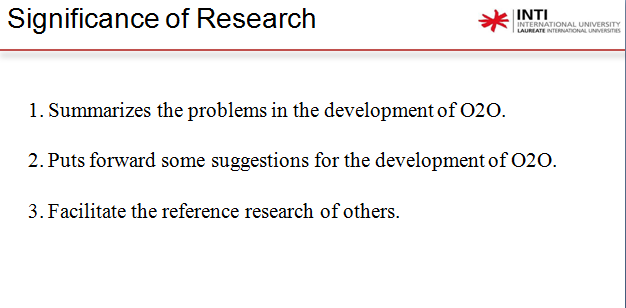 Significance of Research
INTI
INTERNATIONAL UNIVERSITY
LAUREATE INTERNATIONAL UNIVERSITIES
1. Summarizes the problems in the development of O2O.
2. Puts forward some suggestions for the development of O2O.
3. Facilitate the reference research of others.